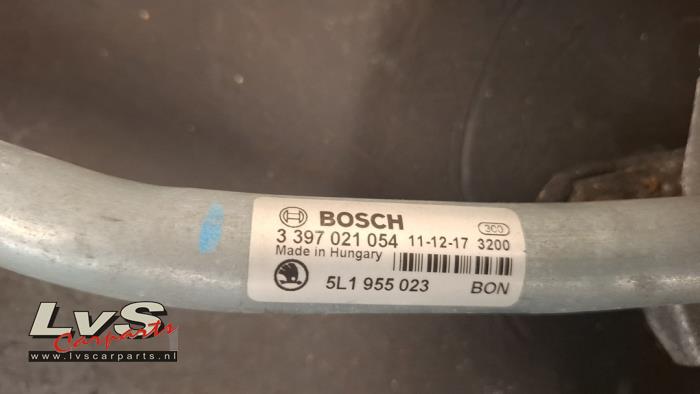 BOSCH 3C0
3 397 021 054 11-12-17 3200
Made in Hungary
5L1 955 023 BON
LvS
Carparts
www.lvscarparts.nl